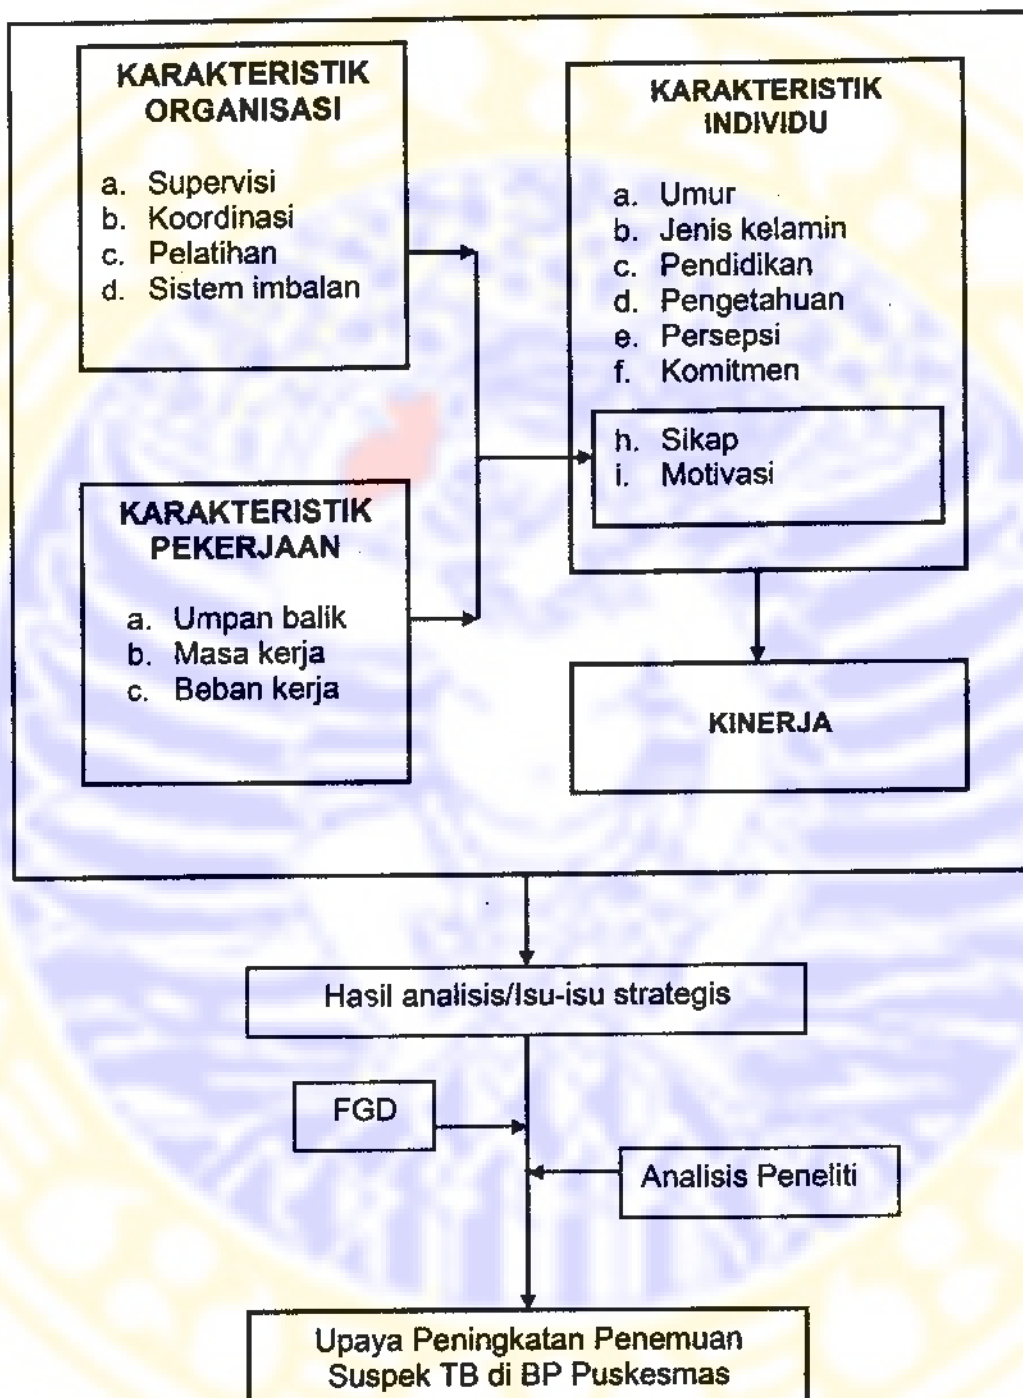 KARAKTERISTIK
ORGANISASI
a. Supervisi
b. Koordinasi
c. Pelatihan
d. Sistem imbalan
KARAKTERISTIK
PEKERJAAN
a. Umpan balik
b. Masa kerja
c. Beban kerja
KARAKTERISTIK
INDIVIDU
a. Umur
b. Jenis kelamin
c. Pendidikan
d. Pengetahuan
e. Persepsi
f. Komitmen
h. Sikap
i. Motivasi
KINERJA
Hasil analisis/Isu-isu strategis
FGD
Analisis Peneliti
Upaya Peningkatan Penemuan
Suspek TB di BP Puskesmas